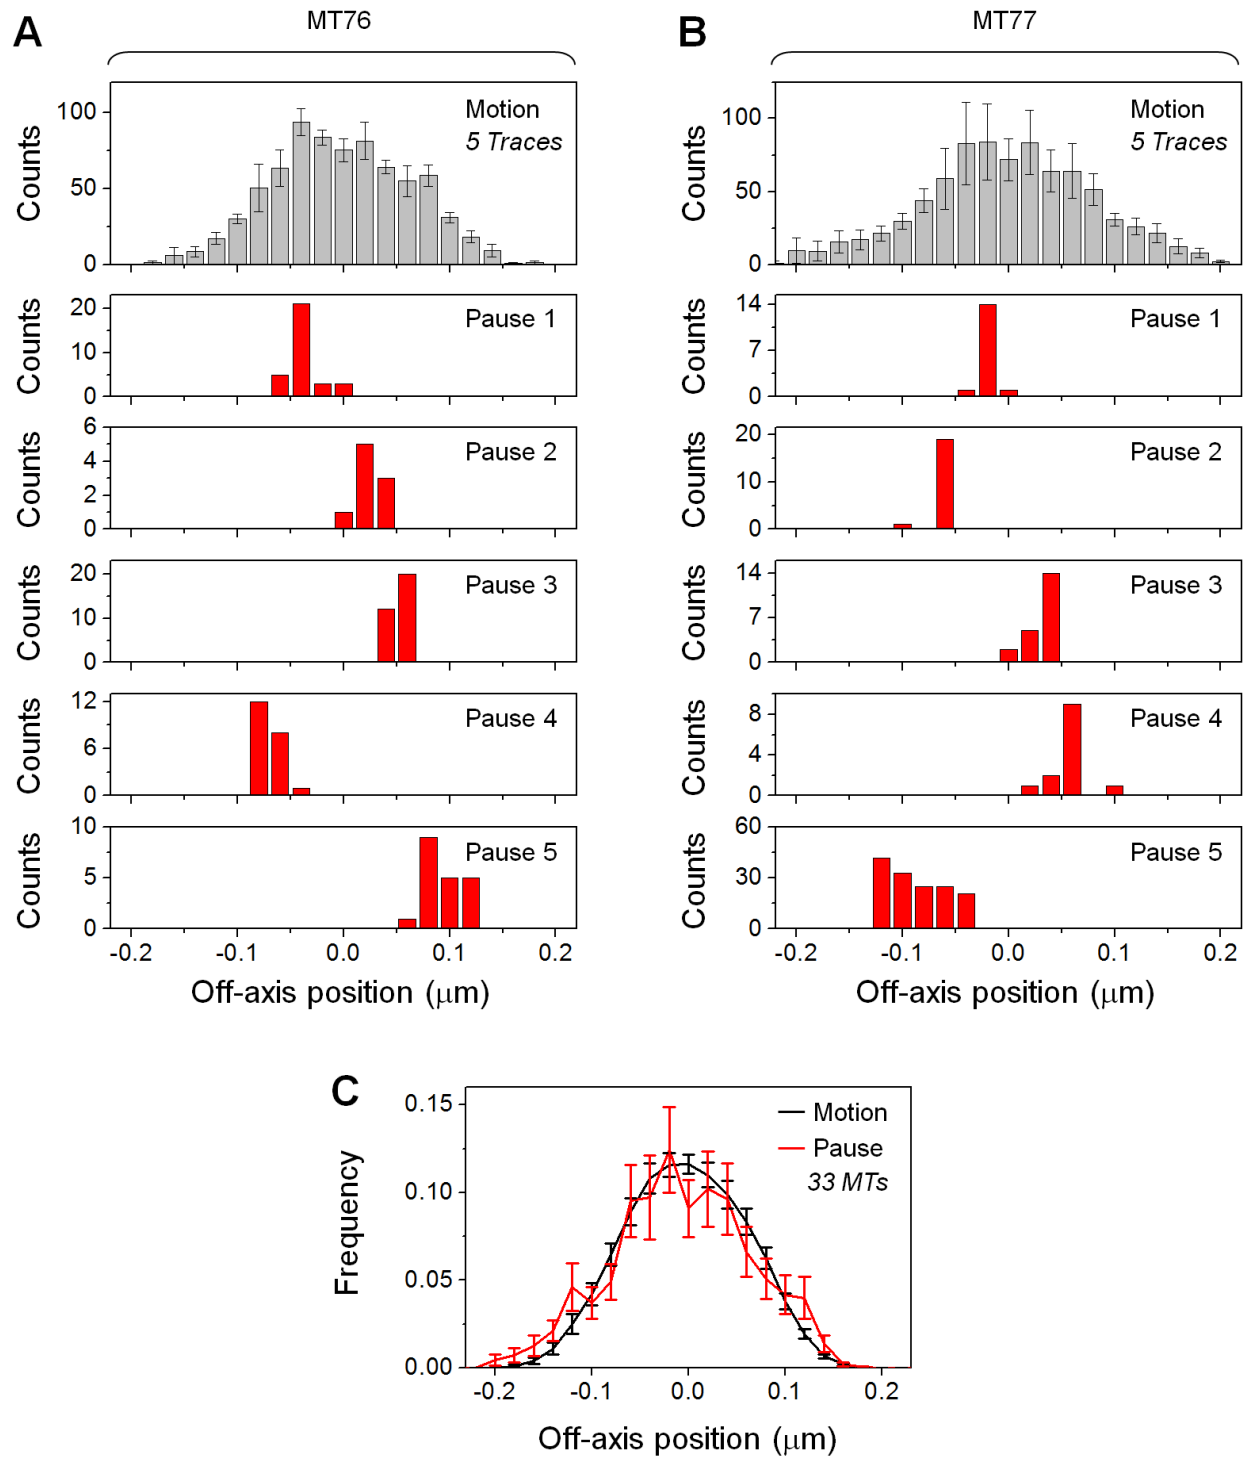 A
MT76
Counts
100
50
0
Motion
5 Traces
Counts
20
10
0
Pause 1
Counts
6
4
2
0
Pause 2
Counts
20
10
0
Pause 3
Counts
12
6
0
Pause 4
Counts
10
5
0
Pause 5
-0.2 -0.1 0.0 0.1 0.2
Off-axis position (μm)
B
MT77
Counts
100
50
0
Motion
5 Traces
Counts
14
7
0
Pause 1
Counts
20
10
0
Pause 2
Counts
14
7
0
Pause 3
Counts
8
4
0
Pause 4
Counts
60
30
0
Pause 5
-0.2 -0.1 0.0 0.1 0.2
Off-axis position (μm)
C
Frequency
0.15
0.10
0.05
0.00
Motion
Pause
33 MTs
-0.2 -0.1 0.0 0.1 0.2
Off-axis position (μm)